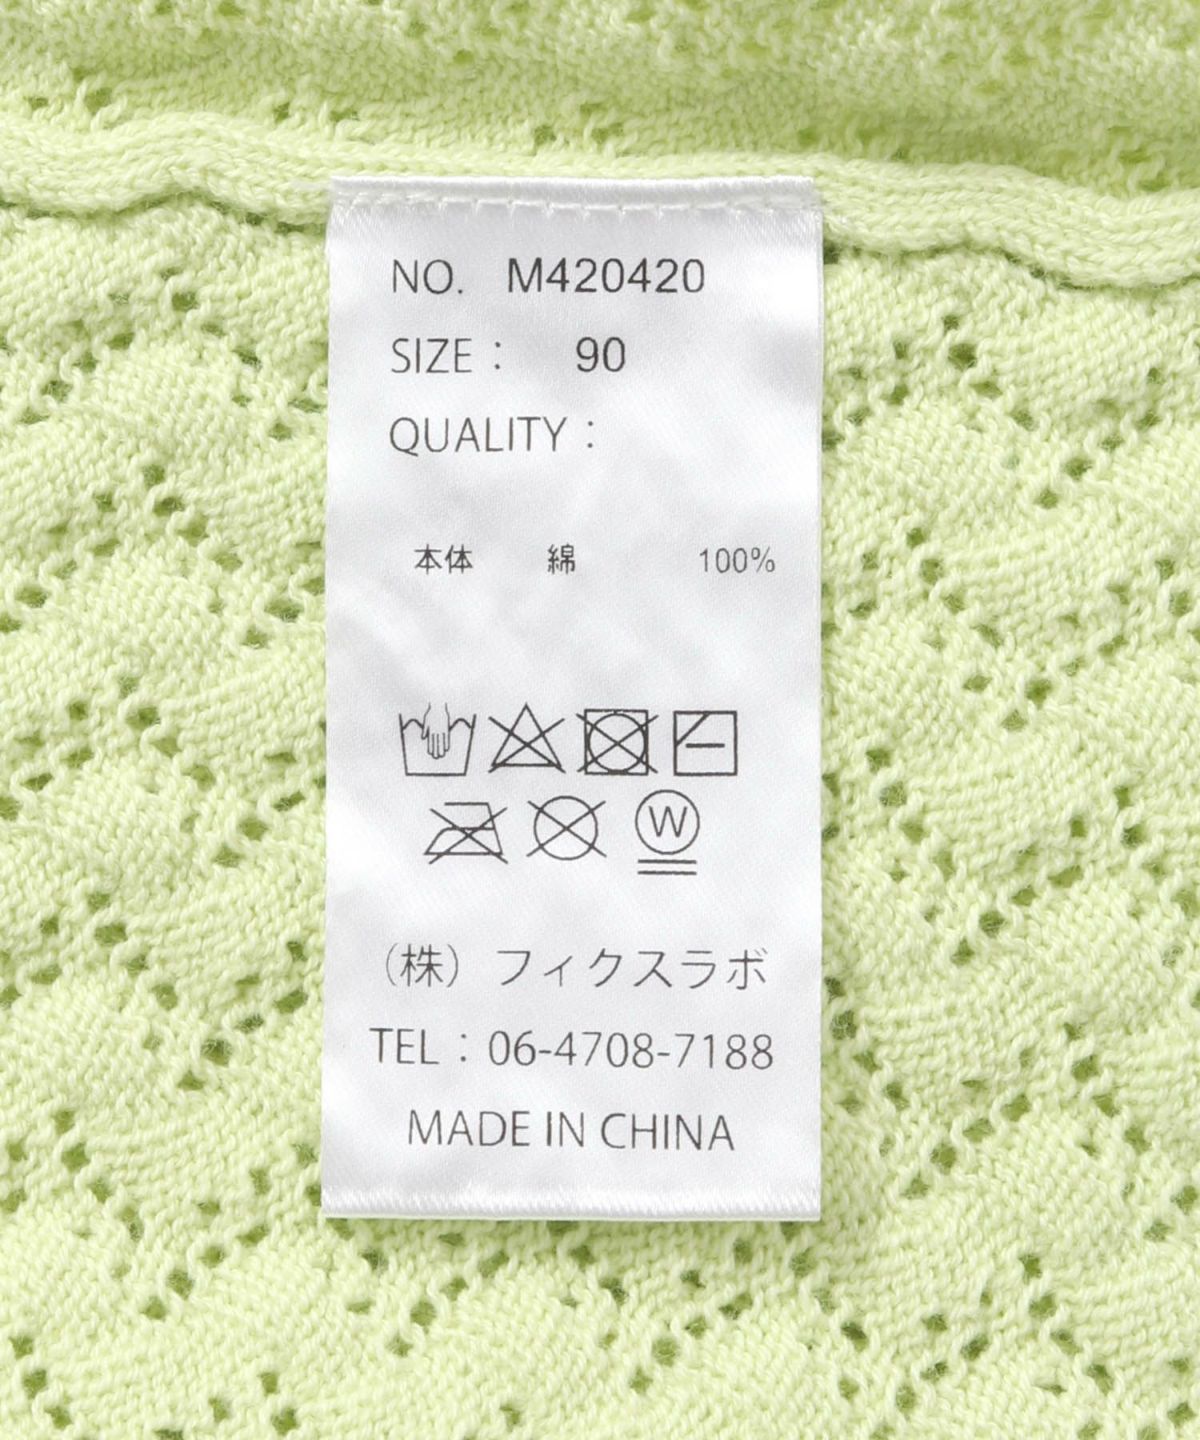 NO. M420420
SIZE : 90
QUALITY :
本体 綿 100%
W
(株) フィクスラボ
TEL : 06-4708-7188
MADE IN CHINA